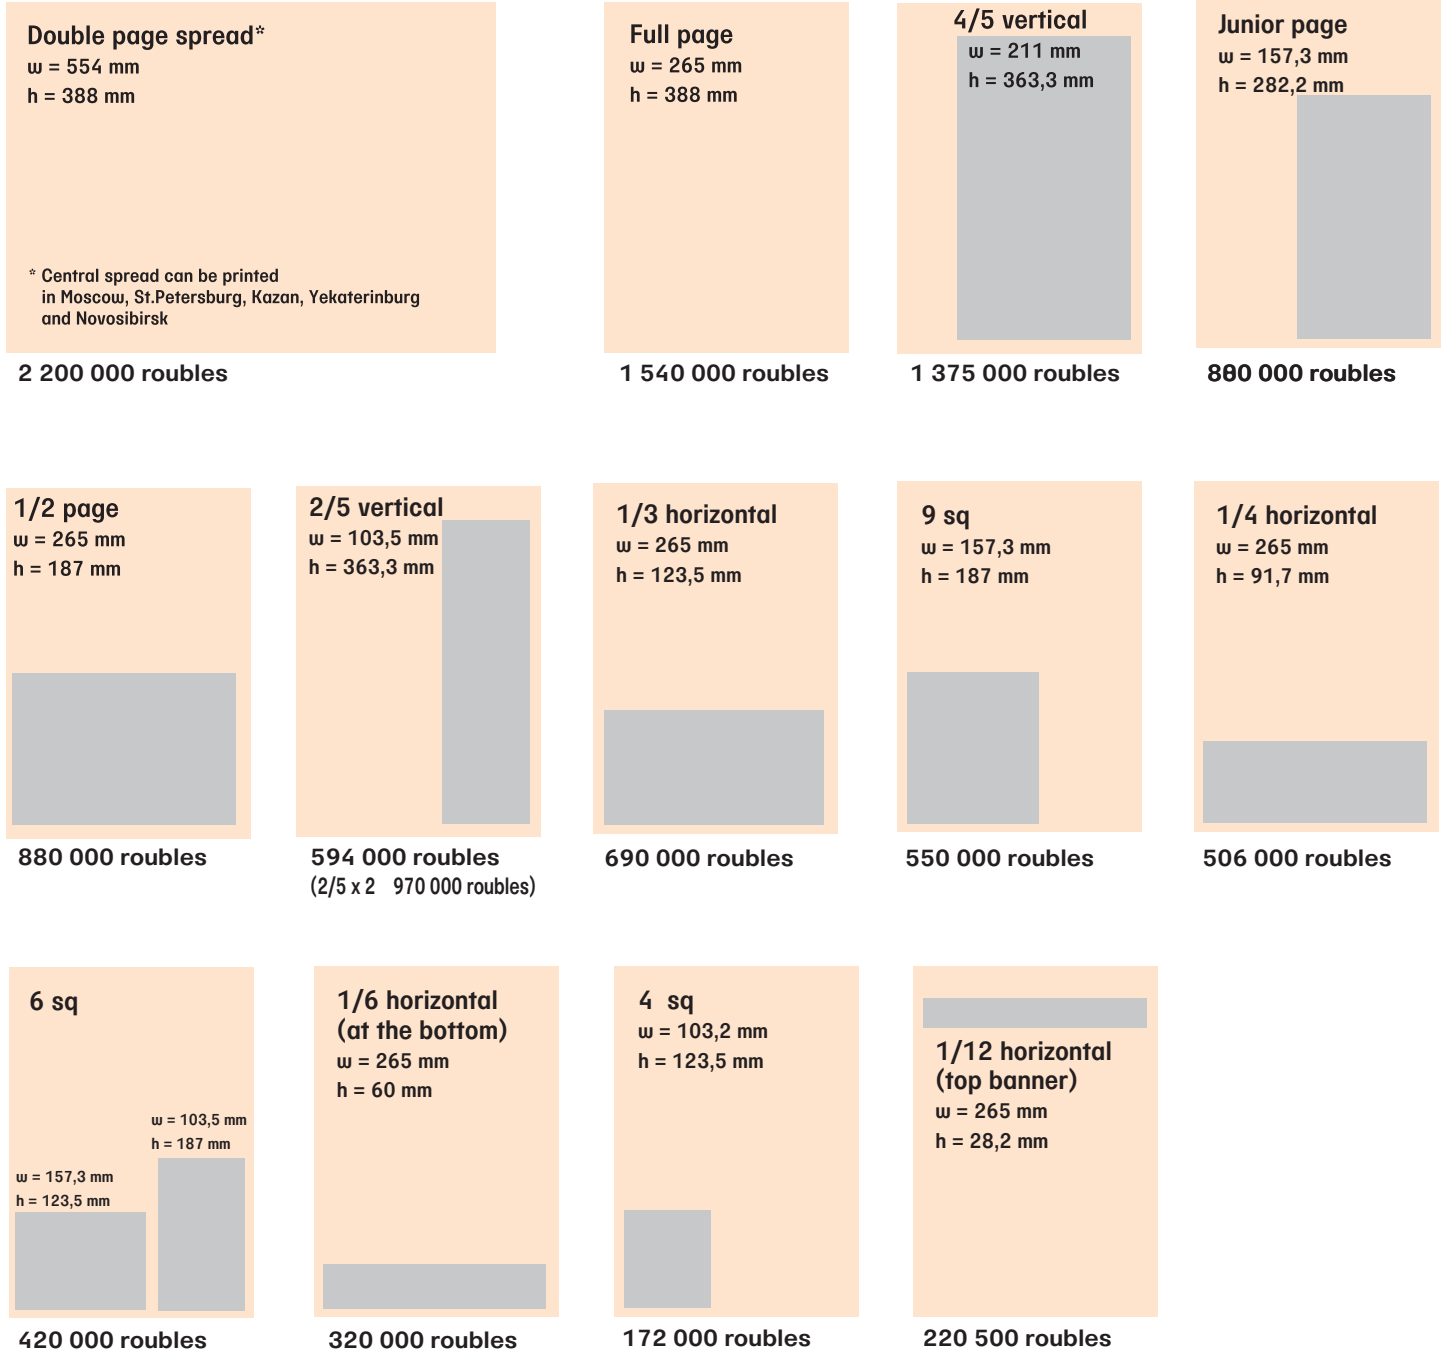 Double page spread*
w = 554 mm
h = 388 mm
* Central spread can be printed
in Moscow, St.Petersburg, Kazan, Yekaterinburg
and Novosibirsk
2 200 000 roubles
Full page
w = 265 mm
h = 388 mm
1 540 000 roubles
4/5 vertical
w = 211 mm
h = 363,3 mm
1 375 000 roubles
Junior page
w = 157,3 mm
h = 282,2 mm
000 roubles
1/2 page
w = 265 mm
h = 187 mm
880 000 roubles
2/5 vertical
w = 103,5 mm
h = 363,3 mm
594 000 roubles
(2/5 x 2 970 000 roubles)
1/3 horizontal
w = 265 mm
h = 123,5 mm
690 000 roubles
9 sq
w = 157,3 mm
h = 187 mm
550 000 roubles
1/4 horizontal
w = 265 mm
h = 91,7 mm
506 000 roubles
6 sq
w = 103,5 mm
h = 187 mm
w = 157,3 mm
h = 123,5 mm
420 000 roubles
1/6 horizontal
(at the bottom)
w = 265 mm
h = 60 mm
320 000 roubles
4 sq
w = 103,2 mm
h = 123,5 mm
172 000 roubles
1/12 horizontal
(top banner)
w = 265 mm
h = 28,2 mm
220 500 roubles